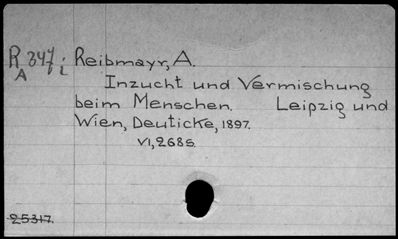 R 347 i Reibmayr, A.
A
Inzucht und Vermischung
beim Menschen. Leipzig und
Wien, Deuticke, 1897.
VI, 268 S.
25317.